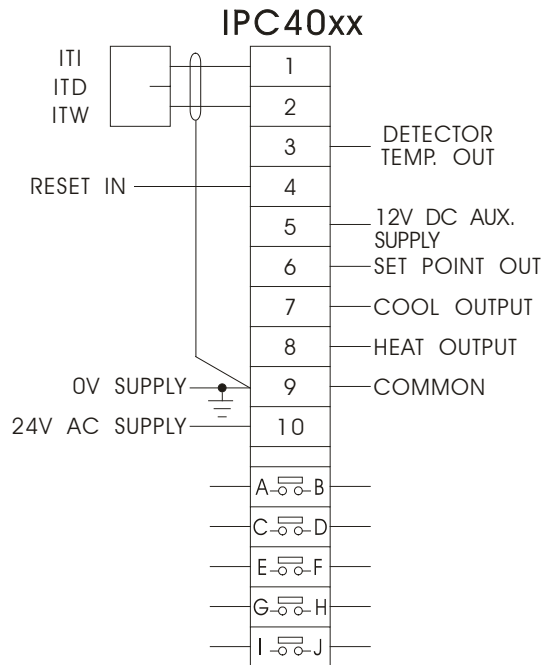 IPC40xx
ITI
ITD
ITW
1
2
3
DETECTOR
TEMP. OUT
RESET IN
4
5
12V DC AUX.
SUPPLY
6
SET POINT OUT
7
COOL OUTPUT
8
HEAT OUTPUT
0V SUPPLY
9
COMMON
24V AC SUPPLY
10
A B
C D
E F
G H
I J